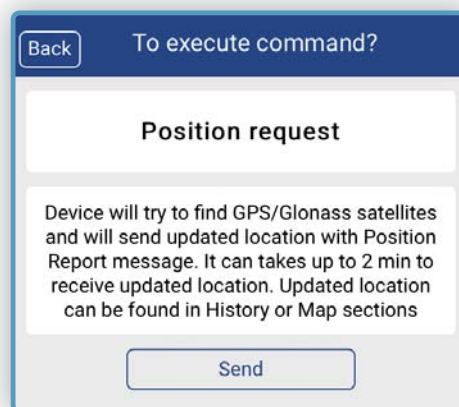 Back
To execute command?
Position request
Device will try to find GPS/Glonass satellites
and will send updated location with Position
Report message. It can takes up to 2 min to
receive updated location. Updated location
can be found in History or Map sections
Send